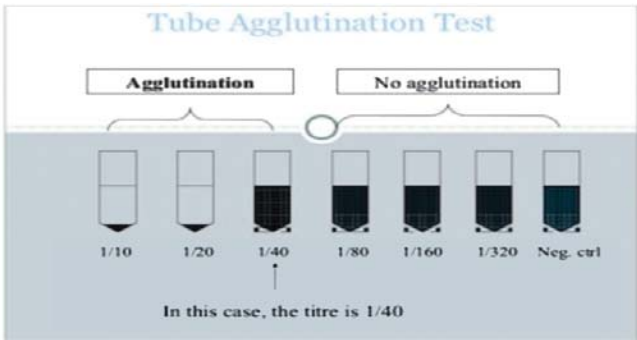 Tube Agglutination Test
Agglutination
No agglutination
1/10 1/20 1/40 1/80 1/160 1/320 Neg. ctrl
In this case, the titre is 1/40